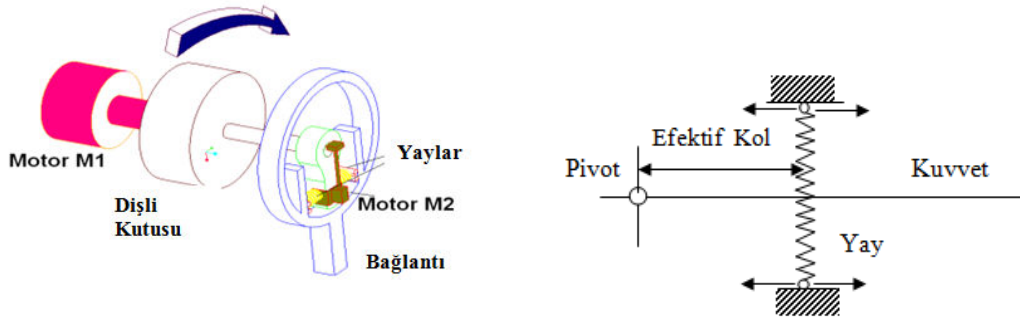 Motor M1
Dişli
Kutusu
Yaylar
Motor M2
Bağlantı
Efektif Kol
Pivot
Kuvvet
Yay